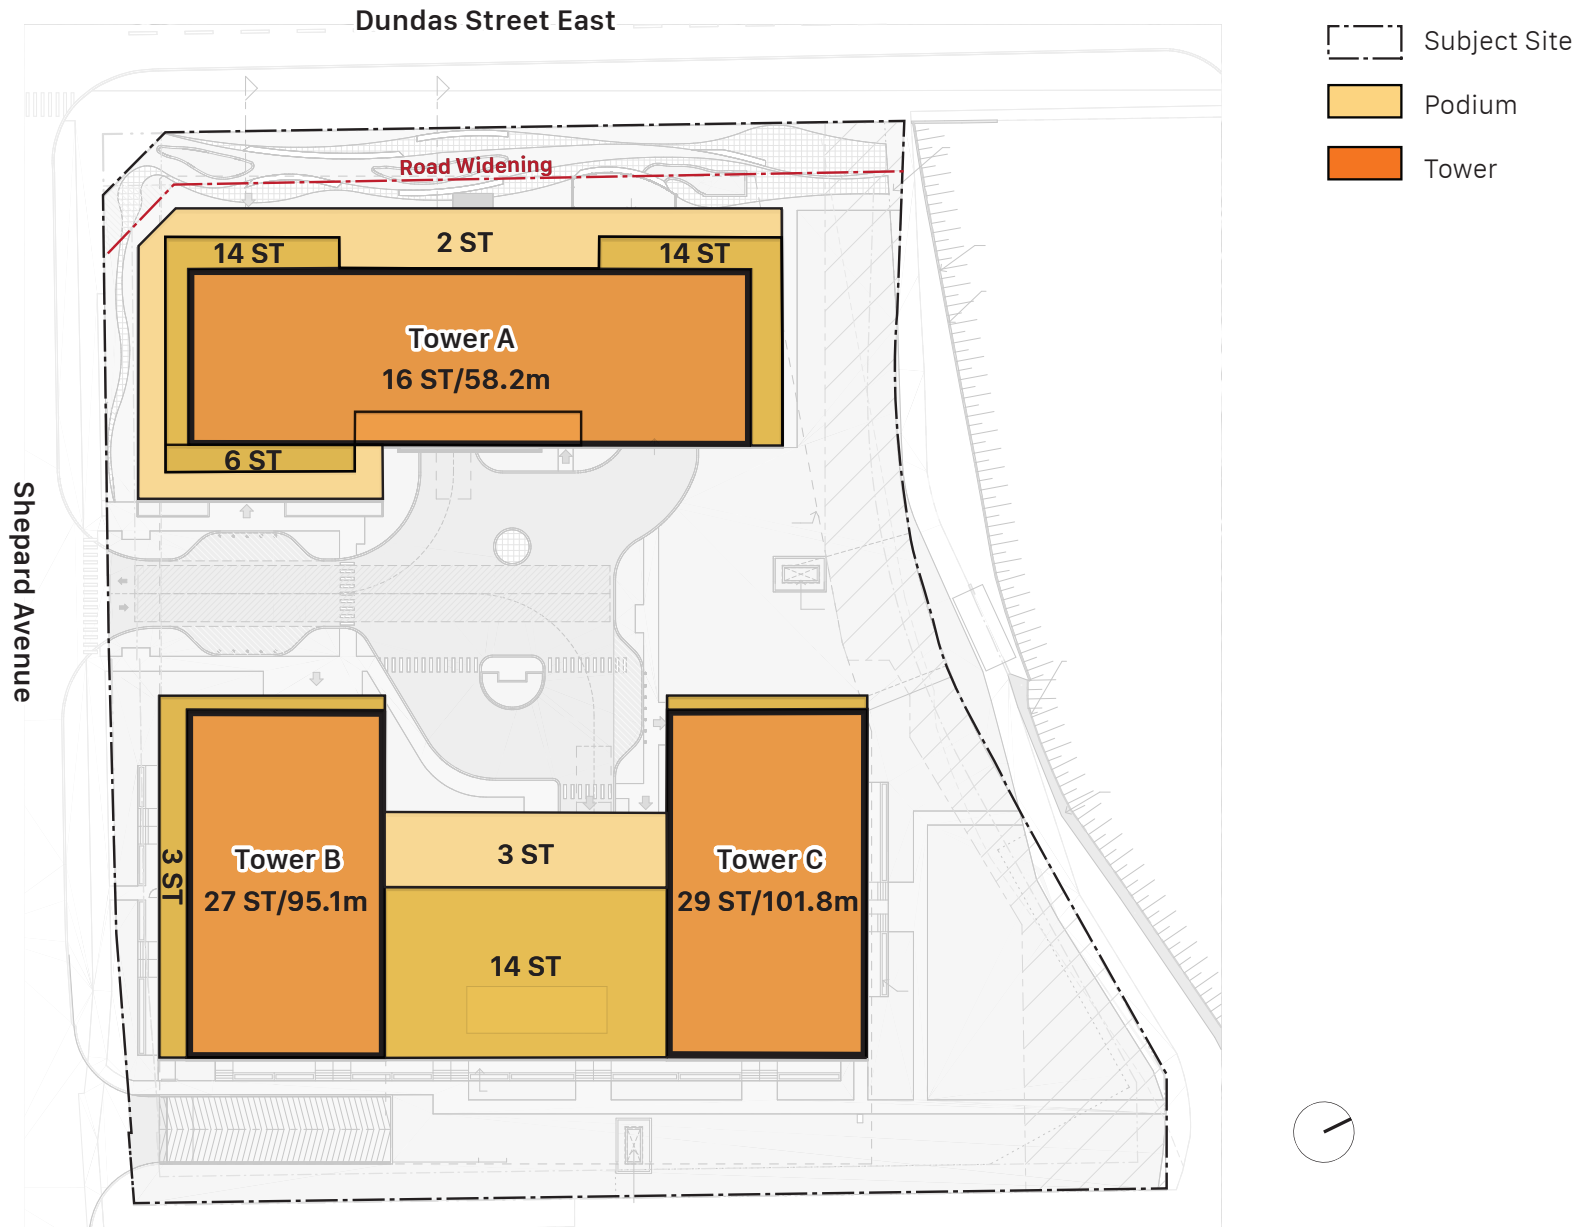 Dundas Street East
Subject Site
Podium
Tower
Road Widening
2 ST
14 ST
14 ST
Tower A
16 ST/58.2m
6 ST
Shepard Avenue
3 ST
Tower B
27 ST/95.1m
3 ST
14 ST
Tower C
29 ST/101.8m